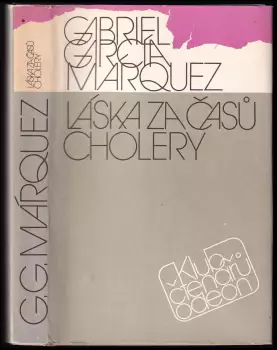 GABRIEL
GARCÍA
MÁRQUEZ
LÁSKA ZA ČASŮ
CHOLERY
klub
čtenářů
odeon
G. G. MÁRQUEZ
LÁSKA ZA ČASŮ
CHOLERY